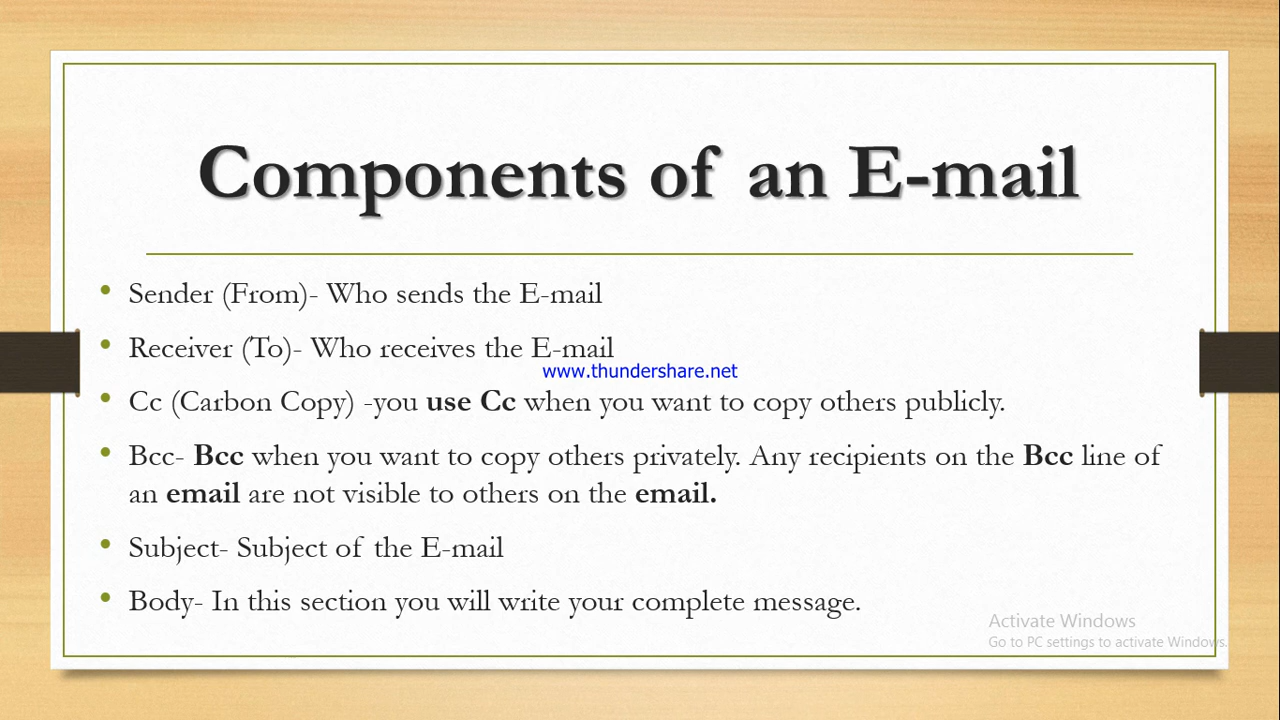 Components of an E-mail
• Sender (From)- Who sends the E-mail
• Receiver (To)- Who receives the E-mail
www.thundershare.net
• Cc (Carbon Copy) -you use Cc when you want to copy others publicly.
• Bcc- Bcc when you want to copy others privately. Any recipients on the Bcc line of
an email are not visible to others on the email.
• Subject- Subject of the E-mail
• Body- In this section you will write your complete message.
Activate Windows
Go to PC settings to activate Windows.